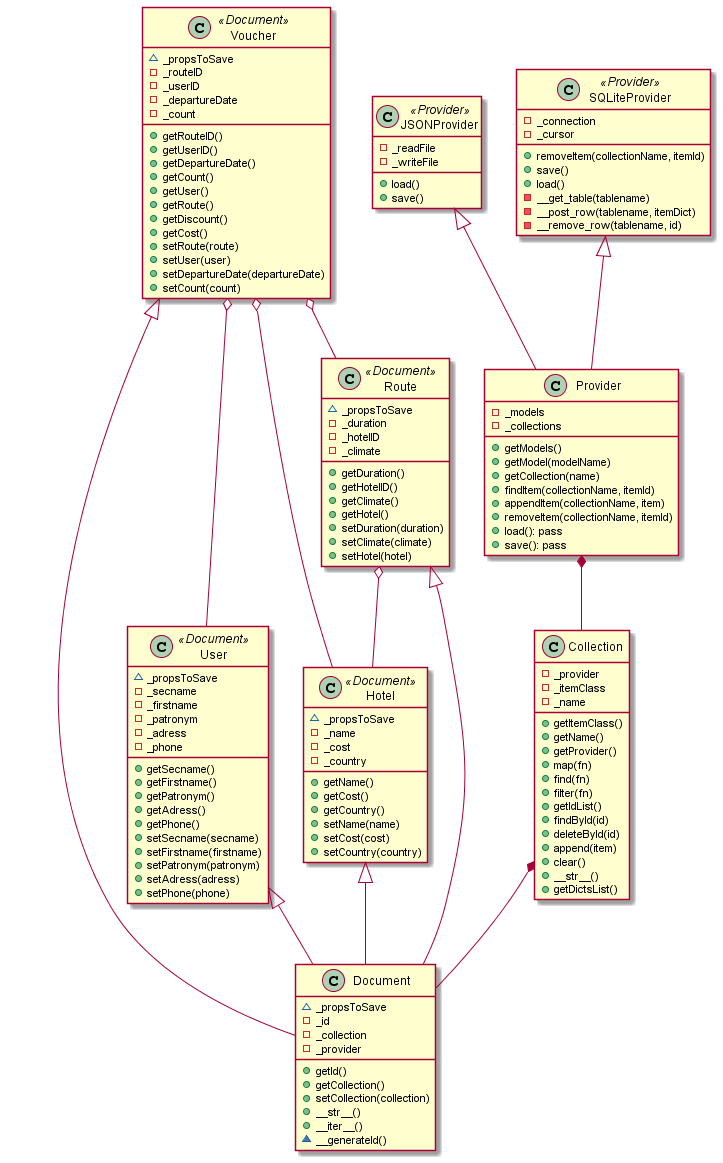 «Document»
C Voucher
_propsToSave
_routeID
_userID
_departureDate
_count
getRouteID()
getUserID()
getDepartureDate()
getCount()
getUser()
getRoute()
getDiscount()
getCost()
setRoute(route)
setUser(user)
setDepartureDate(departureDate)
setCount(count)
«Provider»
C JSONProvider
_readFile
_writeFile
load()
save()
«Provider»
C SQLiteProvider
_connection
_cursor
removeItem(collectionName, itemId)
save()
load()
__get_table(tablename)
__post_row(tablename, itemDict)
__remove_row(tablename, id)
«Document»
C Route
_propsToSave
_duration
_hotelID
_climate
getDuration()
getHotelID()
getClimate()
getHotel()
setDuration(duration)
setClimate(climate)
setHotel(hotel)
C Provider
_models
_collections
getModels()
getModel(modelName)
getCollection(name)
findItem(collectionName, itemId)
appendItem(collectionName, item)
removeItem(collectionName, itemId)
load(): pass
save(): pass
«Document»
C User
_propsToSave
_secname
_firstname
_patronym
_adress
_phone
getSecname()
getFirstname()
getPatronym()
getAdress()
getPhone()
setSecname(secname)
setFirstname(firstname)
setPatronym(patronym)
setAdress(adress)
setPhone(phone)
«Document»
C Hotel
_propsToSave
_name
_cost
_country
getName()
getCost()
getCountry()
setName(name)
setCost(cost)
setCountry(country)
C Collection
_provider
_itemClass
_name
getItemClass()
getName()
getProvider()
map(fn)
find(fn)
filter(fn)
getIdList()
findById(id)
deleteById(id)
append(item)
clear()
__str__()
getDictsList()
C Document
_propsToSave
_id
_collection
_provider
getId()
getCollection()
setCollection(collection)
__str__()
__iter__()
__generateId()